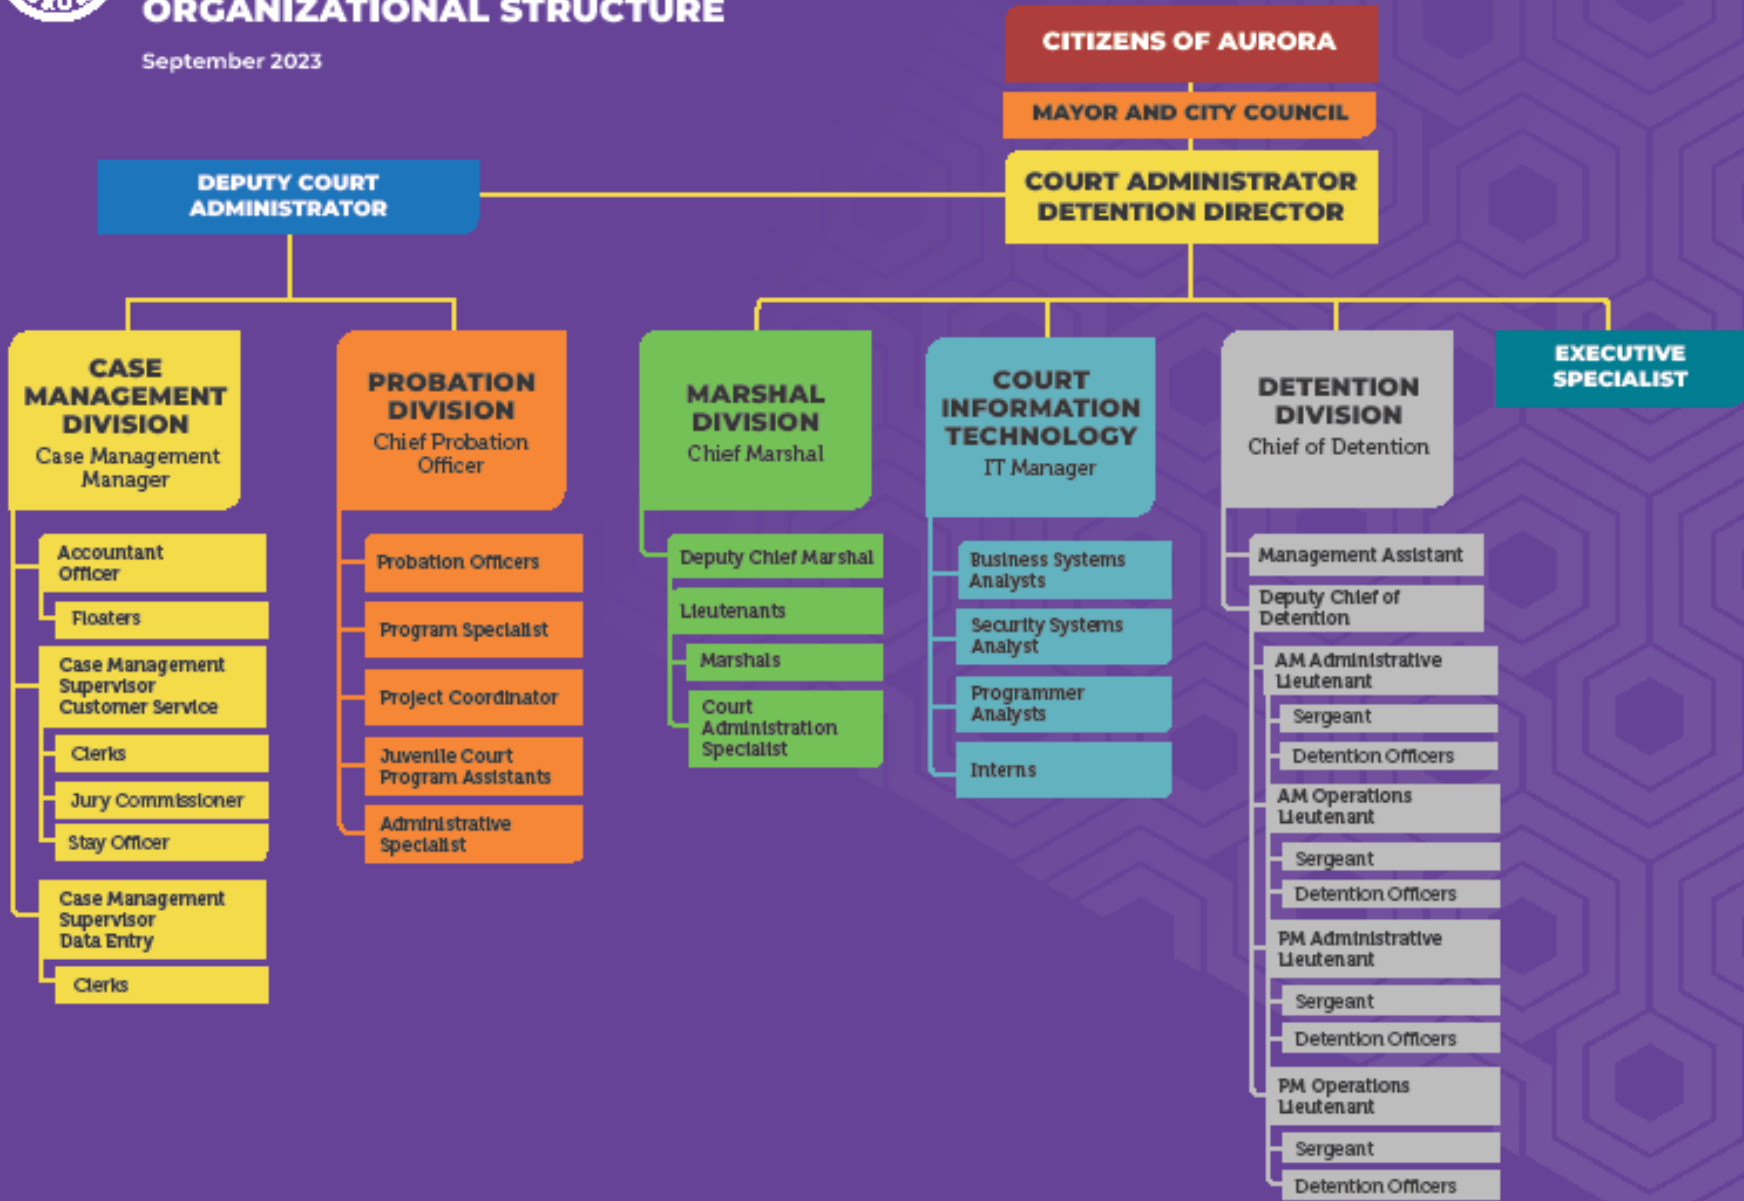 ORGANIZATIONAL STRUCTURE
September 2023
CITIZENS OF AURORA
MAYOR AND CITY COUNCIL
COURT ADMINISTRATOR
DETENTION DIRECTOR
DEPUTY COURT
ADMINISTRATOR
CASE
MANAGEMENT
DIVISION
Case Management
Manager
Accountant
Officer
Floaters
Case Management
Supervisor
Customer Service
Clerks
Jury Commissioner
Stay Officer
Case Management
Supervisor
Data Entry
Clerks
PROBATION
DIVISION
Chief Probation
Officer
Probation Officers
Program Specialist
Project Coordinator
Juvenile Court
Program Assistants
Administrative
Specialist
MARSHAL
DIVISION
Chief Marshal
Deputy Chief Marshal
Lieutenants
Marshals
Court
Administration
Specialist
COURT
INFORMATION
TECHNOLOGY
IT Manager
Business Systems
Analysts
Security Systems
Analyst
Programmer
Analysts
Interns
DETENTION
DIVISION
Chief of Detention
Management Assistant
Deputy Chief of
Detention
AM Administrative
Lieutenant
Sergeant
Detention Officers
AM Operations
Lieutenant
Sergeant
Detention Officers
PM Administrative
Lieutenant
Sergeant
Detention Officers
PM Operations
Lieutenant
Sergeant
Detention Officers
EXECUTIVE
SPECIALIST